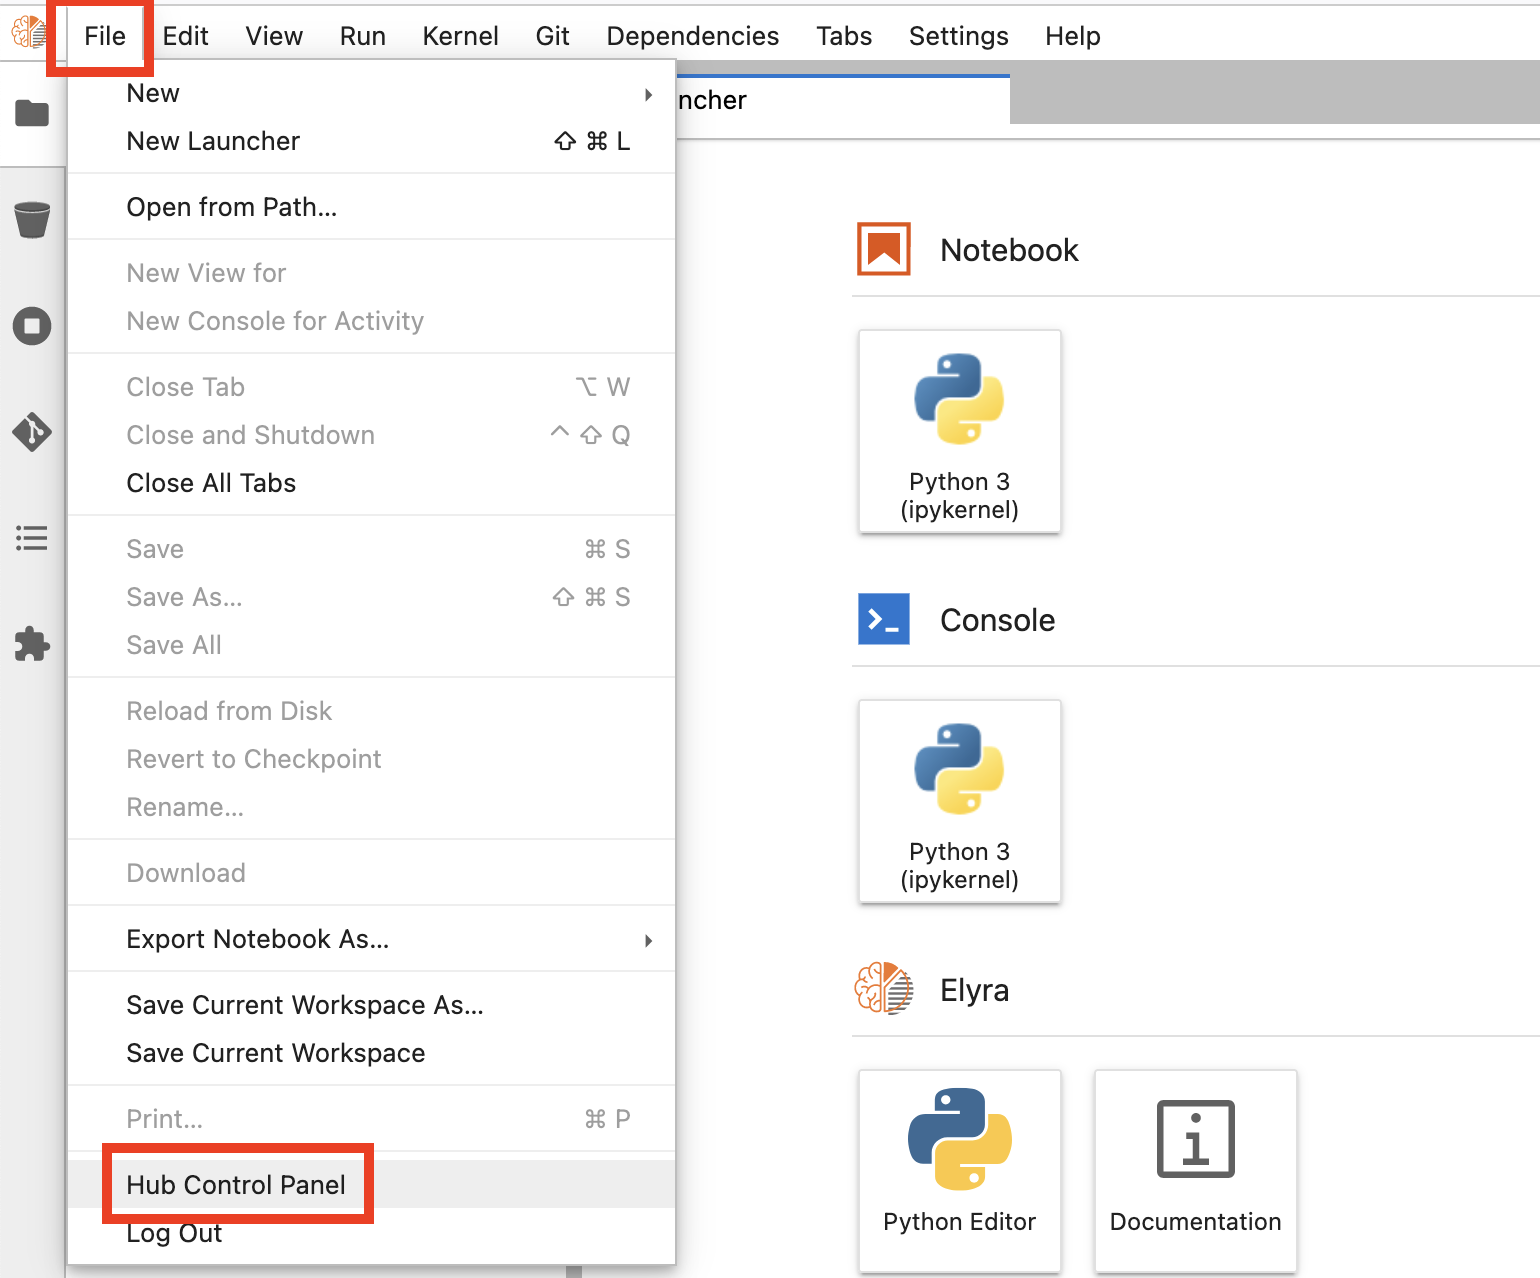 File Edit View Run Kernel Git Dependencies Tabs Settings Help
New
New Launcher ⇧ ⌘ L
Open from Path...
New View for
New Console for Activity
Close Tab ⌥ W
Close and Shutdown ^ ⇧ Q
Close All Tabs
Save ⌘ S
Save As... ⇧ ⌘ S
Save All
Reload from Disk
Revert to Checkpoint
Rename...
Download
Export Notebook As...
Save Current Workspace As...
Save Current Workspace
Print... ⌘ P
Hub Control Panel
Log Out
ncher
Notebook
Python 3
(ipykernel)
Console
Python 3
(ipykernel)
Elyra
Python Editor
Documentation